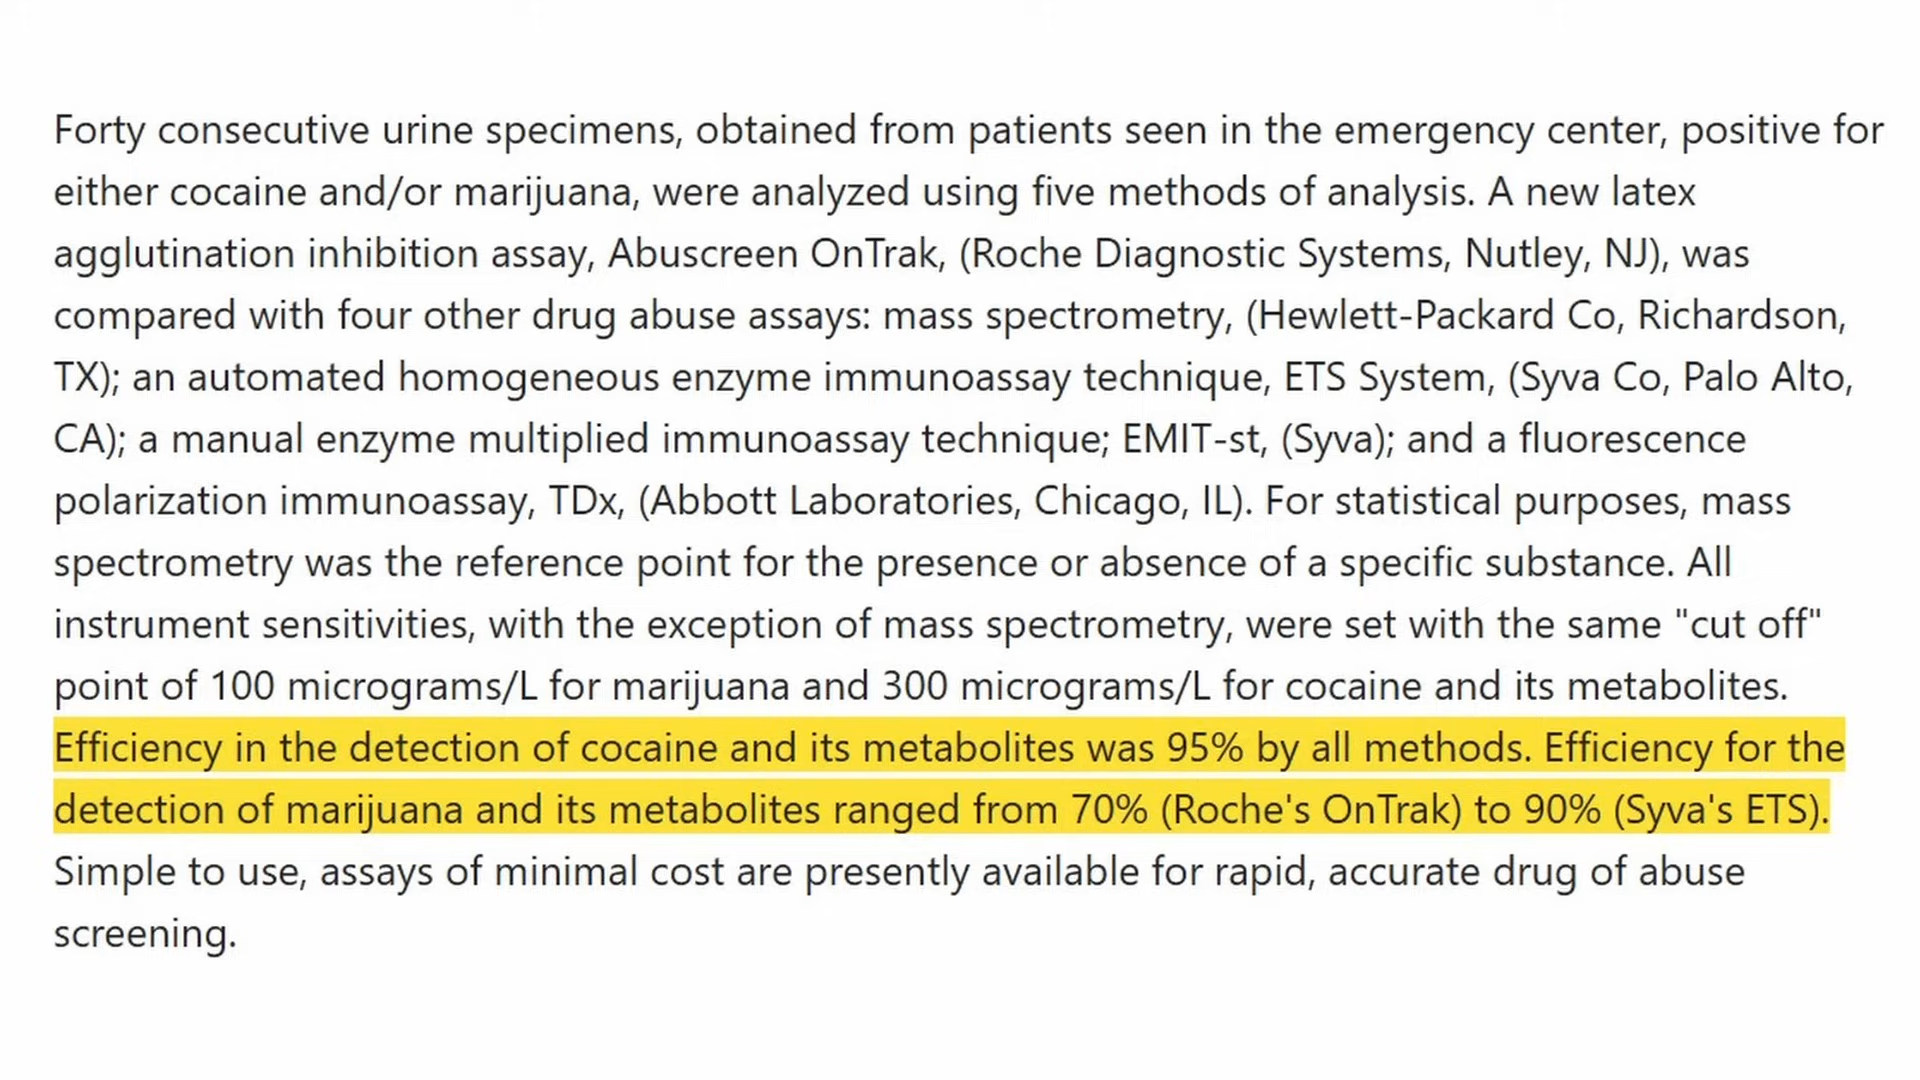 Forty consecutive urine specimens, obtained from patients seen in the emergency center, positive for
either cocaine and/or marijuana, were analyzed using five methods of analysis. A new latex
agglutination inhibition assay, Abuscreen OnTrak, (Roche Diagnostic Systems, Nutley, NJ), was
compared with four other drug abuse assays: mass spectrometry, (Hewlett-Packard Co, Richardson,
TX); an automated homogeneous enzyme immunoassay technique, ETS System, (Syva Co, Palo Alto,
CA); a manual enzyme multiplied immunoassay technique; EMIT-st, (Syva); and a fluorescence
polarization immunoassay, TDx, (Abbott Laboratories, Chicago, IL). For statistical purposes, mass
spectrometry was the reference point for the presence or absence of a specific substance. All
instrument sensitivities, with the exception of mass spectrometry, were set with the same "cut off"
point of 100 micrograms/L for marijuana and 300 micrograms/L for cocaine and its metabolites.
Efficiency in the detection of cocaine and its metabolites was 95% by all methods. Efficiency for the
detection of marijuana and its metabolites ranged from 70% (Roche's OnTrak) to 90% (Syva's ETS).
Simple to use, assays of minimal cost are presently available for rapid, accurate drug of abuse
screening.